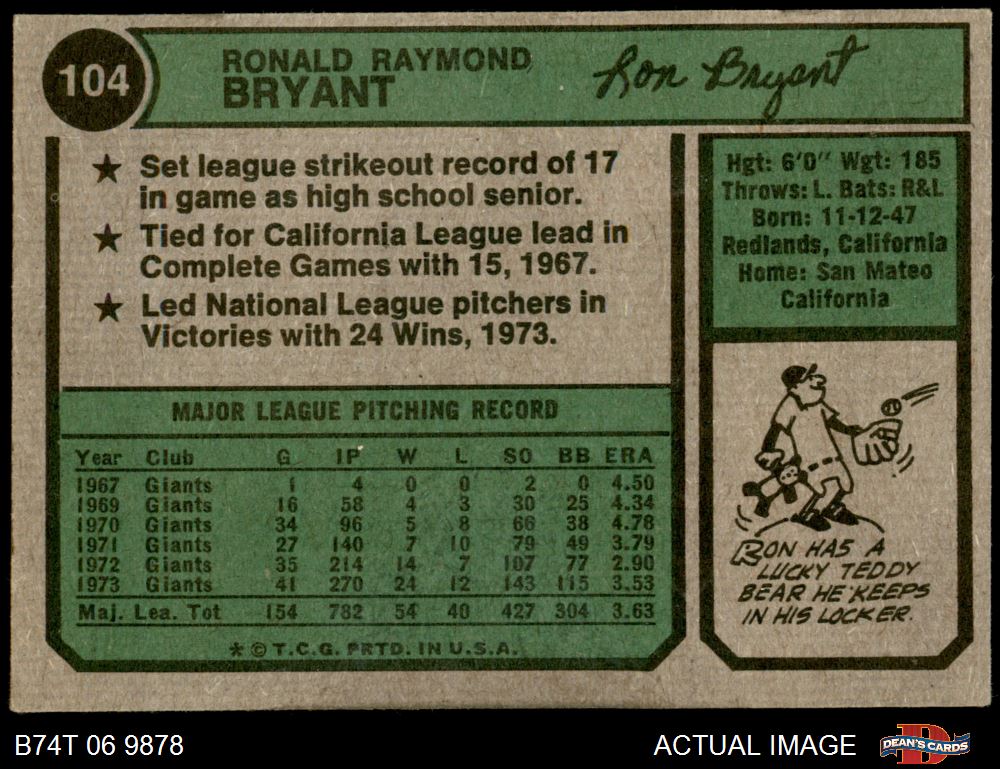 104
RONALD RAYMOND
BRYANT
Ron Bryant
★ Set league strikeout record of 17
in game as high school senior.
★ Tied for California League lead in
Complete Games with 15, 1967.
★ Led National League pitchers in
Victories with 24 Wins, 1973.
Hgt: 6'0" Wgt: 185
Throws: L. Bats: R&L
Born: 11-12-47
Redlands, California
Home: San Mateo
California
MAJOR LEAGUE PITCHING RECORD
Year Club G IP W L SO BB ERA
1967 Giants 1 4 0 0 2 0 4.50
1969 Giants 16 58 4 3 30 25 4.34
1970 Giants 34 96 5 8 66 38 4.78
1971 Giants 27 140 7 10 79 49 3.79
1972 Giants 35 214 14 7 107 77 2.90
1973 Giants 41 270 24 12 143 115 3.53
Maj. Lea. Tot 154 782 54 40 427 304 3.63
* © T.C.G. PRTD. IN U.S.A.
RON HAS A
LUCKY TEDDY
BEAR HE KEEPS
IN HIS LOCKER.
B74T 06 9878
ACTUAL IMAGE
D
DEAN'S CARDS